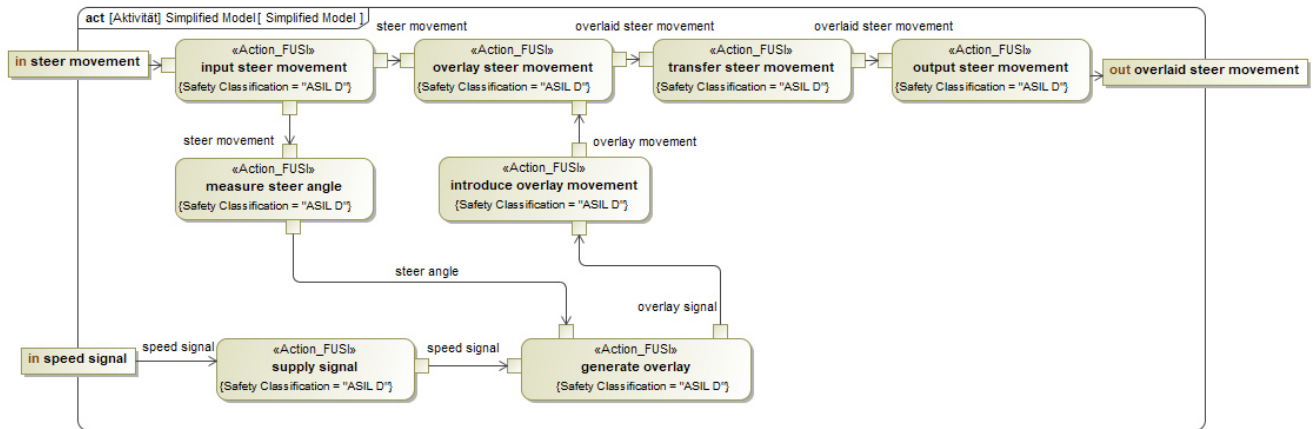 act [Aktivität] Simplified Model [ Simplified Model ]
steer movement
overlaid steer movement
overlaid steer movement
in steer movement
«Action_FUSI»
input steer movement
{Safety Classification = "ASIL D"}
«Action_FUSI»
overlay steer movement
{Safety Classification = "ASIL D"}
«Action_FUSI»
transfer steer movement
{Safety Classification = "ASIL D"}
«Action_FUSI»
output steer movement
{Safety Classification = "ASIL D"}
out overlaid steer movement
steer movement
overlay movement
«Action_FUSI»
measure steer angle
{Safety Classification = "ASIL D"}
«Action_FUSI»
introduce overlay movement
{Safety Classification = "ASIL D"}
steer angle
overlay signal
in speed signal
speed signal
«Action_FUSI»
supply signal
{Safety Classification = "ASIL D"}
speed signal
«Action_FUSI»
generate overlay
{Safety Classification = "ASIL D"}